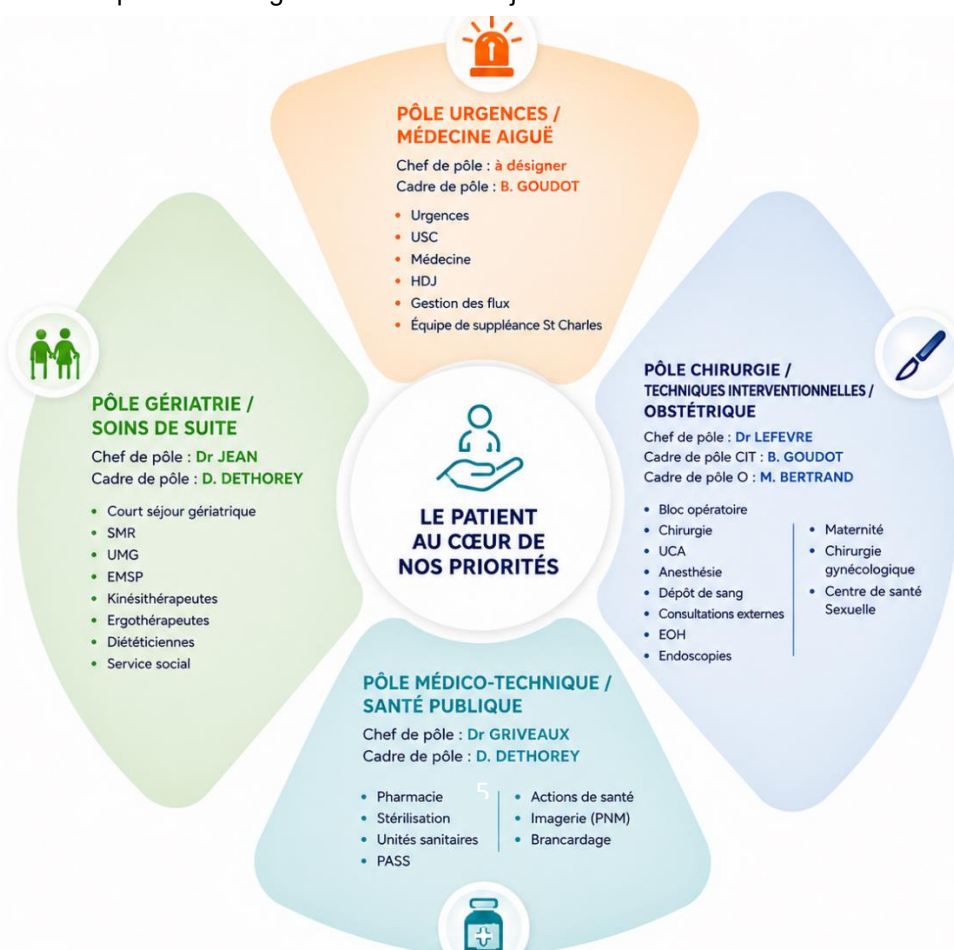 PÔLE URGENCES /
MÉDECINE AIGUË
Chef de pôle : à désigner
Cadre de pôle : B. GOUDOT
• Urgences
• USC
• Médecine
• HDJ
• Gestion des flux
• Équipe de suppléance St Charles
PÔLE GÉRIATRIE /
SOINS DE SUITE
Chef de pôle : Dr JEAN
Cadre de pôle : D. DETHOREY
• Court séjour gériatrique
• SMR
• UMG
• EMSP
• Kinésithérapeutes
• Ergothérapeutes
• Diététiciennes
• Service social
LE PATIENT
AU CŒUR DE
NOS PRIORITÉS
PÔLE CHIRURGIE /
TECHNIQUES INTERVENTIONNELLES /
OBSTÉTRIQUE
Chef de pôle : Dr LEFEVRE
Cadre de pôle CIT : B. GOUDOT
Cadre de pôle O : M. BERTRAND
• Bloc opératoire
• Chirurgie
• UCA
• Anesthésie
• Dépôt de sang
• Consultations externes
• EOH
• Endoscopies
• Maternité
• Chirurgie
gynécologique
• Centre de santé
Sexuelle
PÔLE MÉDICO-TECHNIQUE /
SANTÉ PUBLIQUE
Chef de pôle : Dr GRIVEAUX
Cadre de pôle : D. DETHOREY
• Pharmacie
• Stérilisation
• Unités sanitaires
• PASS
5
• Actions de santé
• Imagerie (PNM)
• Brancardage